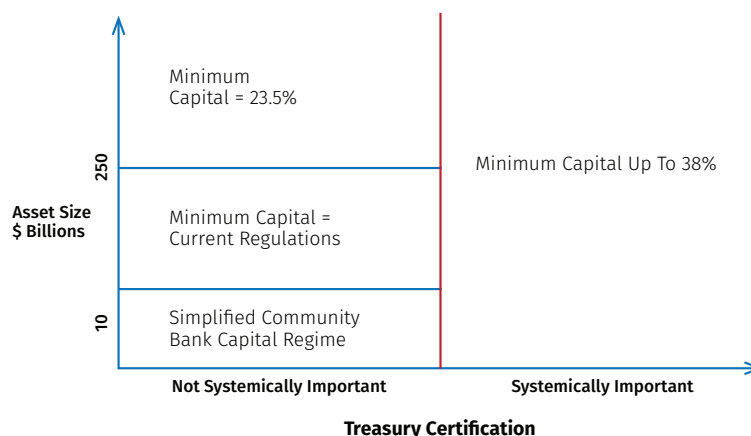 Minimum
Capital = 23.5%
250
Minimum Capital Up To 38%
Asset Size
$ Billions
Minimum Capital =
Current Regulations
10
Simplified Community
Bank Capital Regime
Not Systemically Important
Systemically Important
Treasury Certification